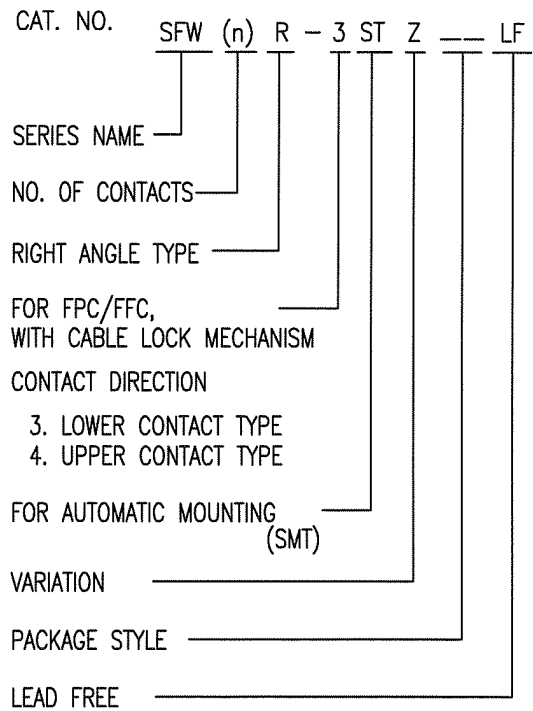 CAT. NO. SFW (n) R - 3 ST Z __ LF
SERIES NAME
NO. OF CONTACTS
RIGHT ANGLE TYPE
FOR FPC/FFC,
WITH CABLE LOCK MECHANISM
CONTACT DIRECTION
3. LOWER CONTACT TYPE
4. UPPER CONTACT TYPE
FOR AUTOMATIC MOUNTING
(SMT)
VARIATION
PACKAGE STYLE
LEAD FREE